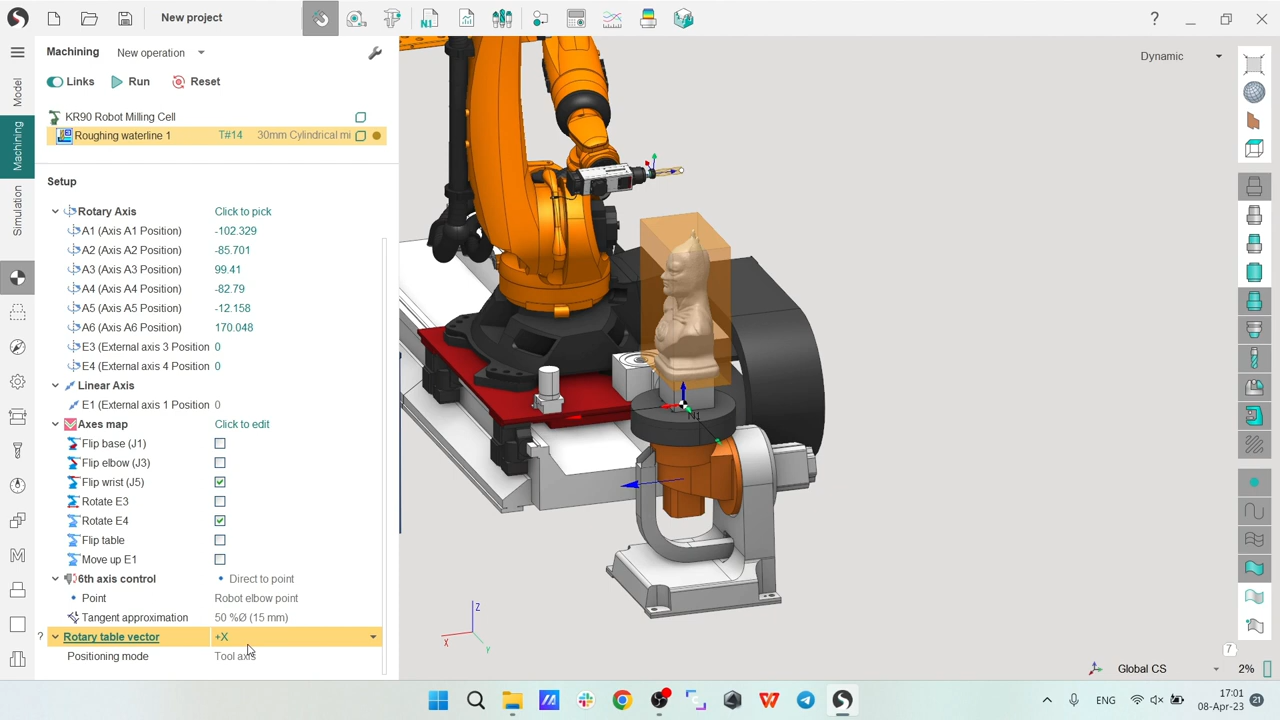 New project
?
Machining New operation
Links Run Reset
KR90 Robot Milling Cell
Roughing waterline 1 T#14 30mm Cylindrical mi
Setup
Rotary Axis Click to pick
A1 (Axis A1 Position) -102.329
A2 (Axis A2 Position) -85.701
A3 (Axis A3 Position) 99.41
A4 (Axis A4 Position) -82.79
A5 (Axis A5 Position) -12.158
A6 (Axis A6 Position) 170.048
E3 (External axis 3 Position 0
E4 (External axis 4 Position 0
Linear Axis
E1 (External axis 1 Position 0
Axes map Click to edit
Flip base (J1)
Flip elbow (J3)
Flip wrist (J5)
Rotate E3
Rotate E4
Flip table
Move up E1
6th axis control Direct to point
Point Robot elbow point
Tangent approximation 50 %Ø (15 mm)
? Rotary table vector +X
Positioning mode Tool axis
Model
Machining
Simulation
Dynamic
Z
X
Y
7
Global CS 2%
ENG
17:01
08-Apr-23
21